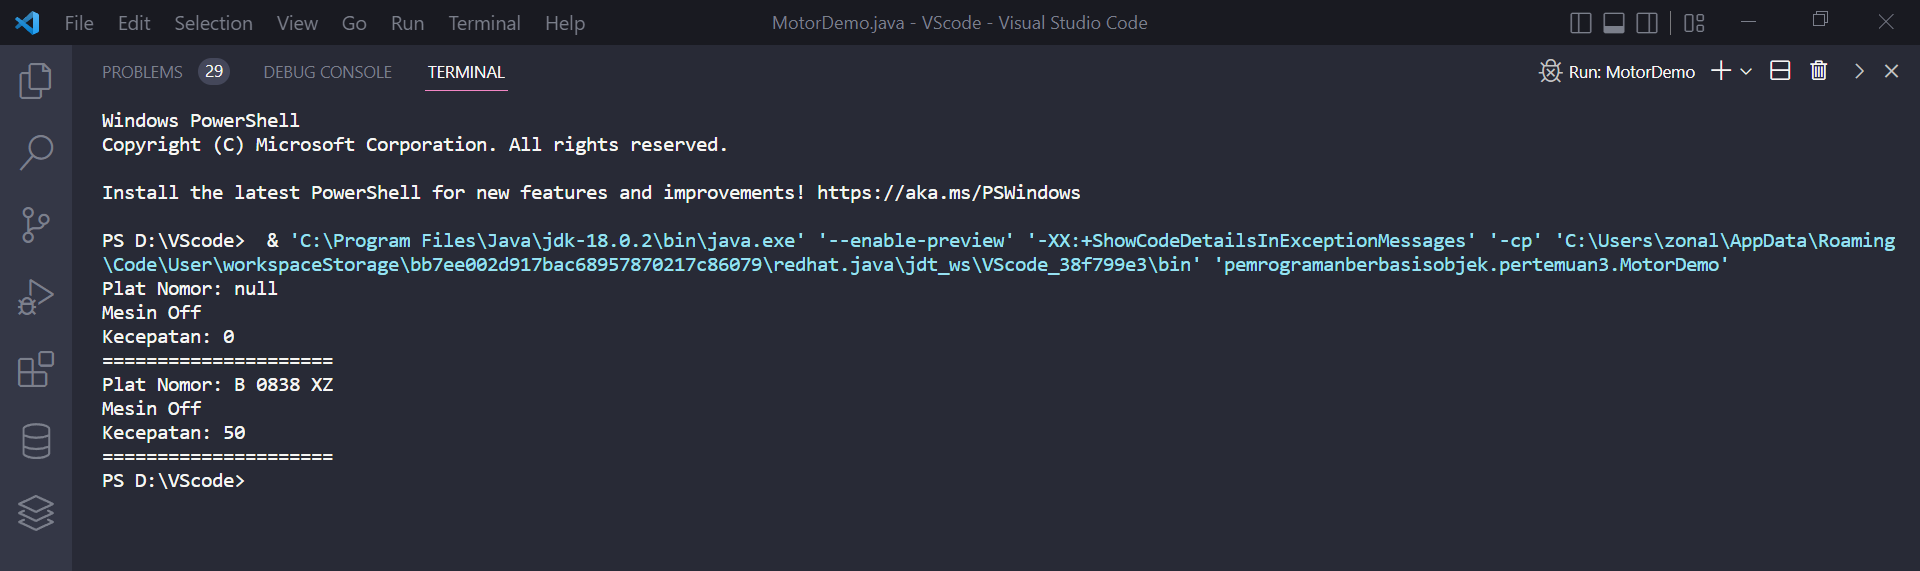 File Edit Selection View Go Run Terminal Help MotorDemo.java - VScode - Visual Studio Code
PROBLEMS 29 DEBUG CONSOLE TERMINAL Run: MotorDemo
Windows PowerShell
Copyright (C) Microsoft Corporation. All rights reserved.
Install the latest PowerShell for new features and improvements! https://aka.ms/PSWindows
PS D:\VScode>  & 'C:\Program Files\Java\jdk-18.0.2\bin\java.exe' '--enable-preview' '-XX:+ShowCodeDetailsInExceptionMessages' '-cp' 'C:\Users\zonal\AppData\Roaming
\Code\User\workspaceStorage\bb7ee002d917bac68957870217c86079\redhat.java\jdt_ws\VScode_38f799e3\bin' 'pemrogramanberbasisobjek.pertemuan3.MotorDemo'
Plat Nomor: null
Mesin Off
Kecepatan: 0
=====================
Plat Nomor: B 0838 XZ
Mesin Off
Kecepatan: 50
=====================
PS D:\VScode>